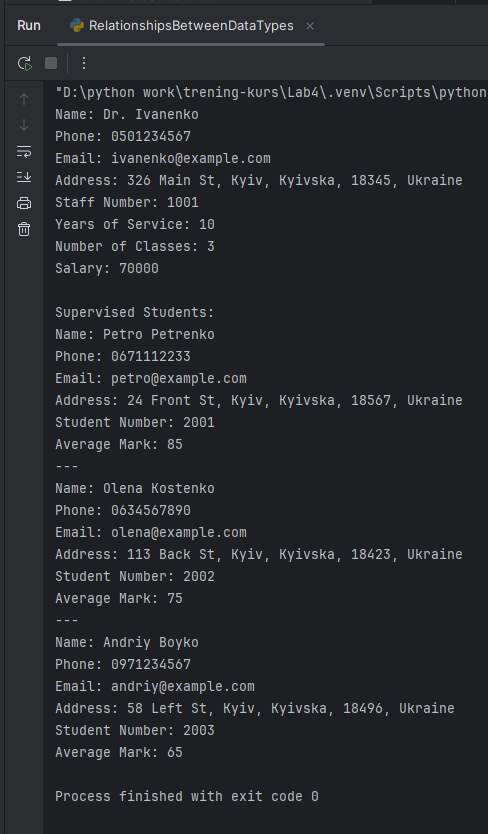 Run RelationshipsBetweenDataTypes
"D:\python work\trening-kurs\Lab4\.venv\Scripts\python
Name: Dr. Ivanenko
Phone: 0501234567
Email: ivanenko@example.com
Address: 326 Main St, Kyiv, Kyivska, 18345, Ukraine
Staff Number: 1001
Years of Service: 10
Number of Classes: 3
Salary: 70000
Supervised Students:
Name: Petro Petrenko
Phone: 0671112233
Email: petro@example.com
Address: 24 Front St, Kyiv, Kyivska, 18567, Ukraine
Student Number: 2001
Average Mark: 85
---
Name: Olena Kostenko
Phone: 0634567890
Email: olena@example.com
Address: 113 Back St, Kyiv, Kyivska, 18423, Ukraine
Student Number: 2002
Average Mark: 75
---
Name: Andriy Boyko
Phone: 0971234567
Email: andriy@example.com
Address: 58 Left St, Kyiv, Kyivska, 18496, Ukraine
Student Number: 2003
Average Mark: 65
Process finished with exit code 0